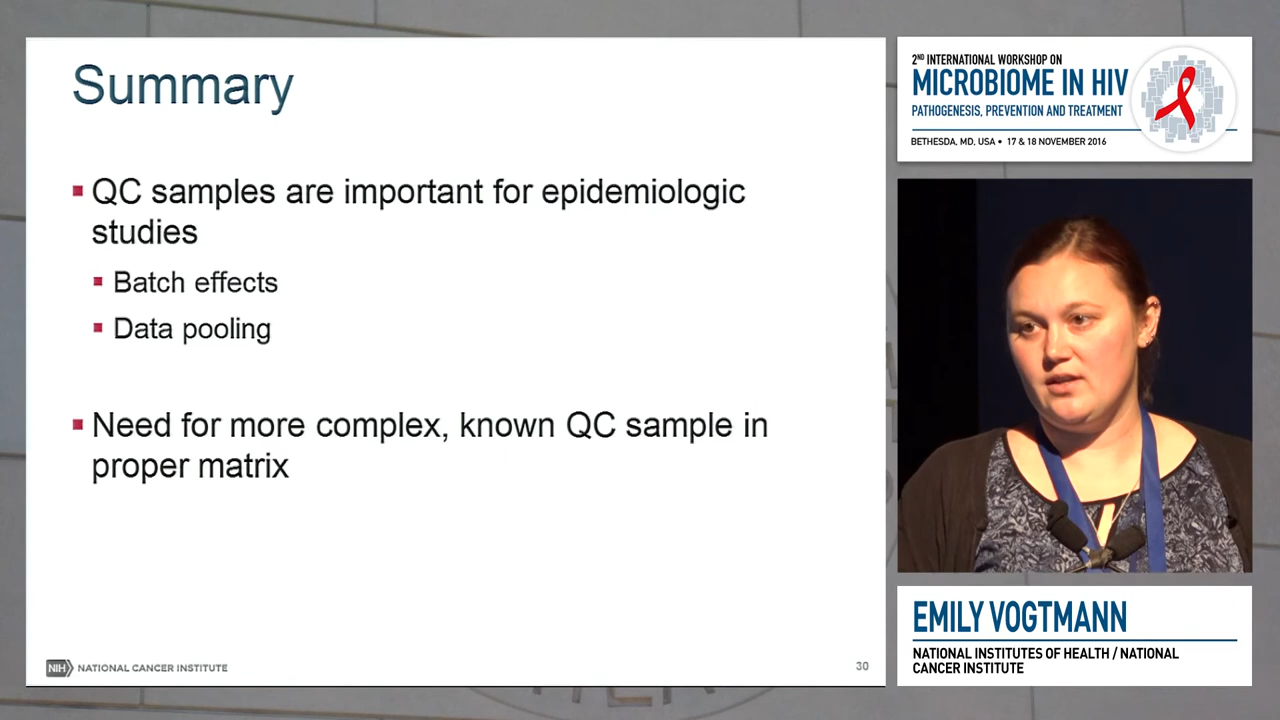 Summary
QC samples are important for epidemiologic
studies
Batch effects
Data pooling
Need for more complex, known QC sample in
proper matrix
NIH NATIONAL CANCER INSTITUTE
30
2ND INTERNATIONAL WORKSHOP ON
MICROBIOME IN HIV
PATHOGENESIS, PREVENTION AND TREATMENT
BETHESDA, MD, USA • 17 & 18 NOVEMBER 2016
EMILY VOGTMANN
NATIONAL INSTITUTES OF HEALTH / NATIONAL
CANCER INSTITUTE